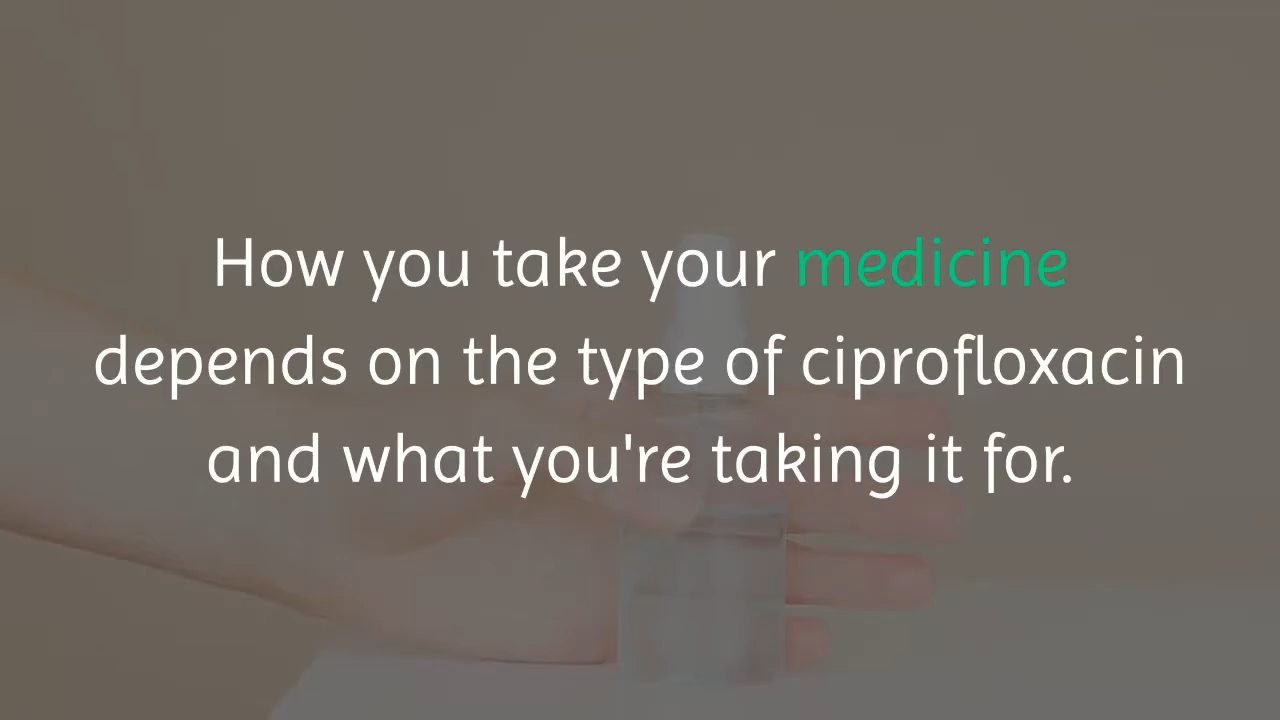 How you take your medicine
depends on the type of ciprofloxacin
and what you're taking it for.